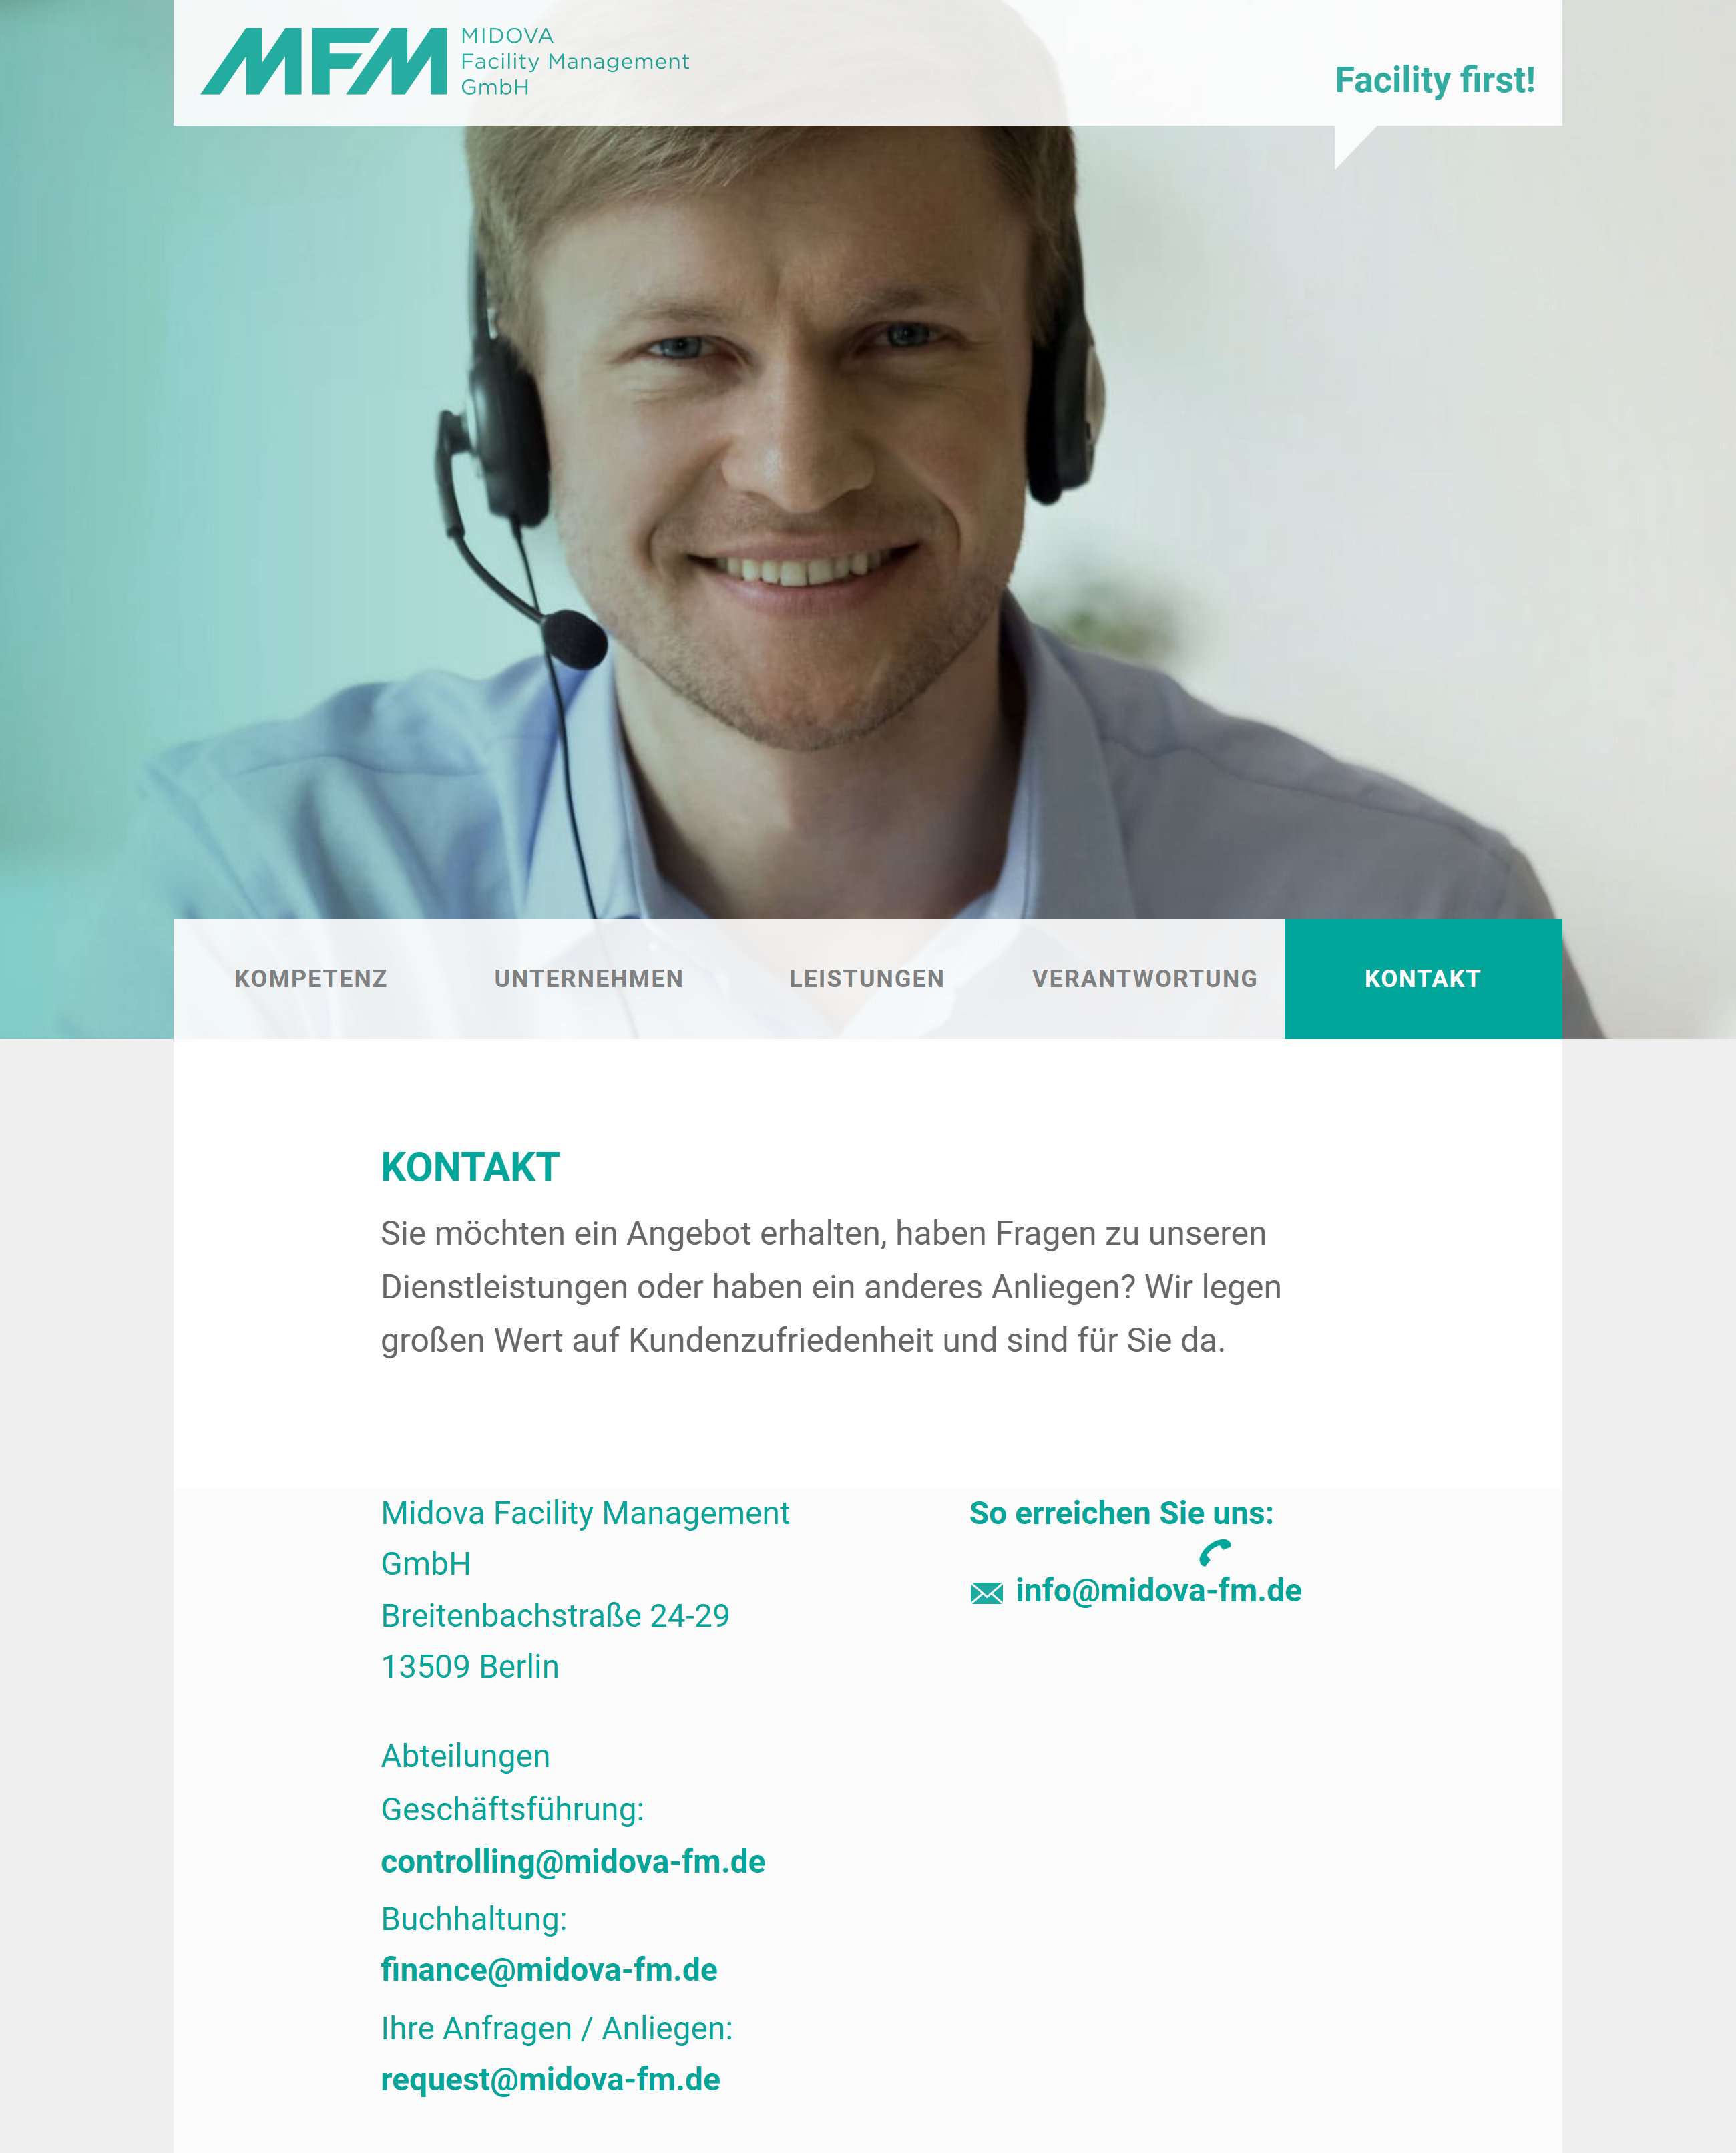 MFM
MIDOVA
Facility Management
GmbH
Facility first!
KOMPETENZ
UNTERNEHMEN
LEISTUNGEN
VERANTWORTUNG
KONTAKT
KONTAKT
Sie möchten ein Angebot erhalten, haben Fragen zu unseren
Dienstleistungen oder haben ein anderes Anliegen? Wir legen
großen Wert auf Kundenzufriedenheit und sind für Sie da.
Midova Facility Management
GmbH
Breitenbachstraße 24-29
13509 Berlin
Abteilungen
Geschäftsführung:
controlling@midova-fm.de
Buchhaltung:
finance@midova-fm.de
Ihre Anfragen / Anliegen:
request@midova-fm.de
So erreichen Sie uns:
info@midova-fm.de